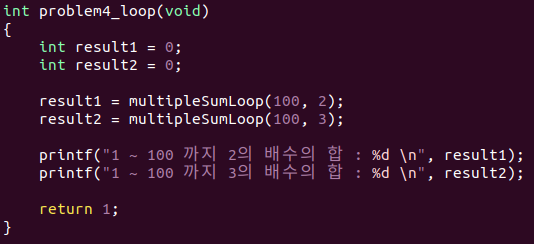 int problem4_loop(void)
{
    int result1 = 0;
    int result2 = 0;

    result1 = multipleSumLoop(100, 2);
    result2 = multipleSumLoop(100, 3);

    printf("1 ~ 100 까지 2의 배수의 합 : %d \n", result1);
    printf("1 ~ 100 까지 3의 배수의 합 : %d \n", result2);

    return 1;
}